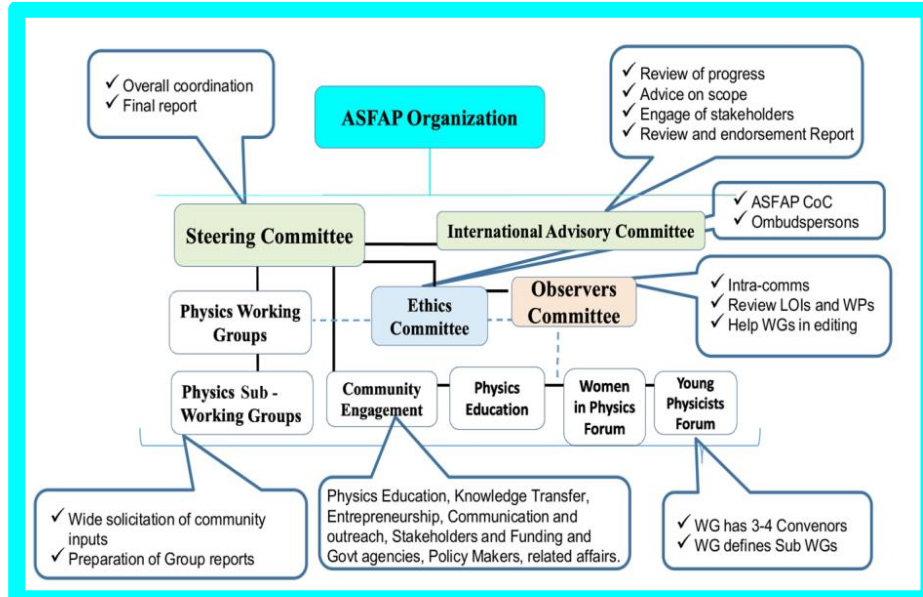 ✓ Overall coordination
✓ Final report
ASFAP Organization
✓ Review of progress
✓ Advice on scope
✓ Engage of stakeholders
✓ Review and endorsement Report
Steering Committee
International Advisory Committee
✓ ASFAP CoC
✓ Ombudspersons
Physics Working
Groups
Ethics
Committee
Observers
Committee
✓ Intra-comms
✓ Review LOIs and WPs
✓ Help WGs in editing
Physics Sub -
Working Groups
Community
Engagement
Physics
Education
Women
in Physics
Forum
Young
Physicists
Forum
✓ Wide solicitation of community
inputs
✓ Preparation of Group reports
Physics Education, Knowledge Transfer,
Entrepreneurship, Communication and
outreach, Stakeholders and Funding and
Govt agencies, Policy Makers, related affairs.
✓ WG has 3-4 Convenors
✓ WG defines Sub WGs